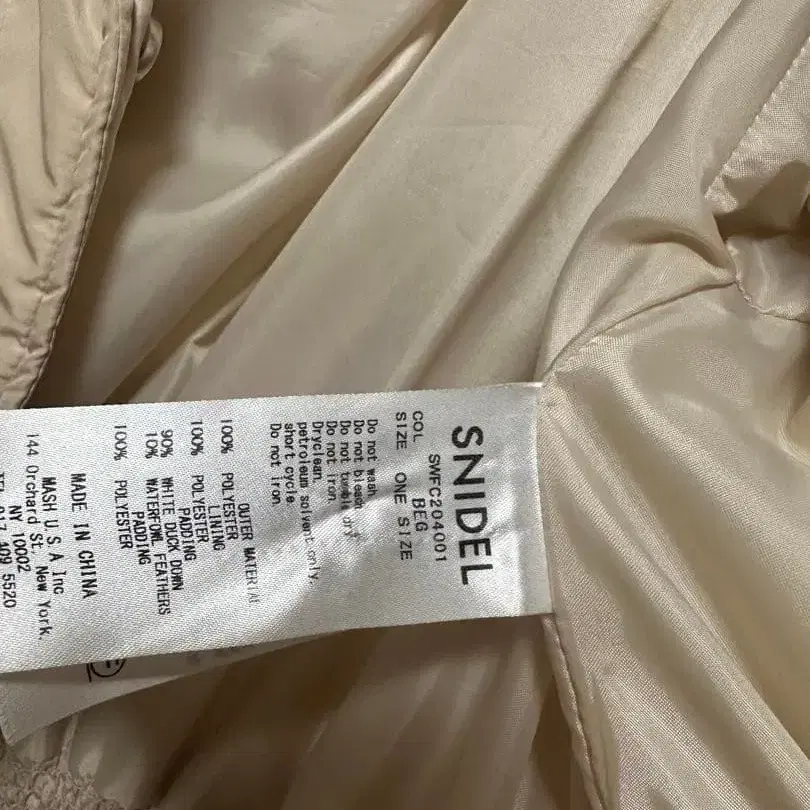 SNIDEL
SWFC204001
COL BEG
SIZE ONE SIZE
Do not wash.
Do not bleach.
Do not tumble dry
Do not iron.
Dryclean.
petroleum solvent only,
short cycle.
Do not iron.
OUTER MATERIAL
100% POLYESTER
LINING
100% POLYESTER
PADDING
90% WHITE DUCK DOWN
10% WATERFOWL FEATHERS
PADDING
100% POLYESTER
MADE IN CHINA
MASH U S A Inc.
144 Orchard St. New York,
NY 10002
409 5520